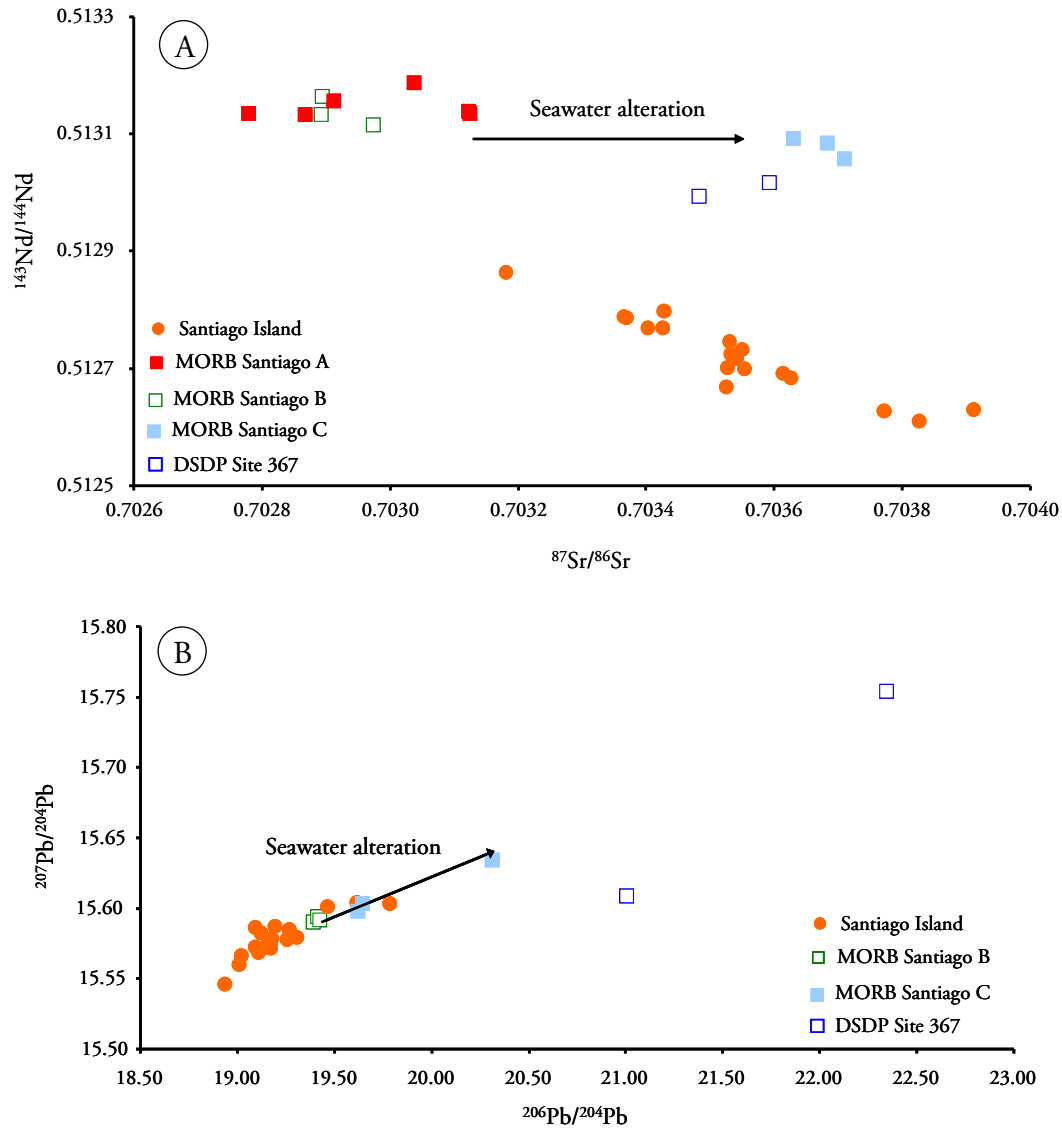 A
0.5133
0.5131
0.5129
0.5127
0.5125
¹⁴³Nd/¹⁴⁴Nd
Seawater alteration
Santiago Island
MORB Santiago A
MORB Santiago B
MORB Santiago C
DSDP Site 367
0.7026 0.7028 0.7030 0.7032 0.7034 0.7036 0.7038 0.7040
⁸⁷Sr/⁸⁶Sr
B
15.80
15.75
15.70
15.65
15.60
15.55
15.50
²⁰⁷Pb/²⁰⁴Pb
Seawater alteration
Santiago Island
MORB Santiago B
MORB Santiago C
DSDP Site 367
18.50 19.00 19.50 20.00 20.50 21.00 21.50 22.00 22.50 23.00
²⁰⁶Pb/²⁰⁴Pb